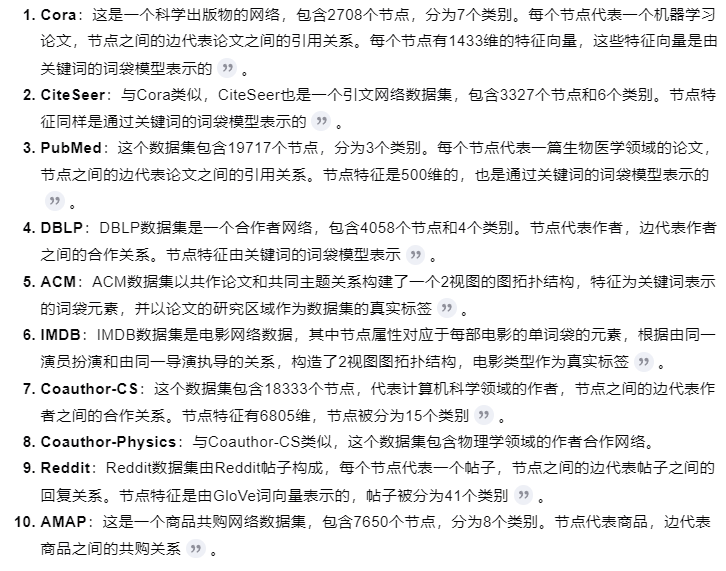 1. Cora：这是一个科学出版物的网络，包含2708个节点，分为7个类别。每个节点代表一个机器学习
论文，节点之间的边代表论文之间的引用关系。每个节点有1433维的特征向量，这些特征向量是由
关键词的词袋模型表示的 ” 。
2. CiteSeer：与Cora类似，CiteSeer也是一个引文网络数据集，包含3327个节点和6个类别。节点特
征同样是通过关键词的词袋模型表示的 ” 。
3. PubMed：这个数据集包含19717个节点，分为3个类别。每个节点代表一篇生物医学领域的论文，
节点之间的边代表论文之间的引用关系。节点特征是500维的，也是通过关键词的词袋模型表示的
” 。
4. DBLP：DBLP数据集是一个合作者网络，包含4058个节点和4个类别。节点代表作者，边代表作者
之间的合作关系。节点特征由关键词的词袋模型表示 ” 。
5. ACM：ACM数据集以共作论文和共同主题关系构建了一个2视图的图拓扑结构，特征为关键词表示
的词袋元素，并以论文的研究区域作为数据集的真实标签 ” 。
6. IMDB：IMDB数据集是电影网络数据，其中节点属性对应于每部电影的单词袋的元素，根据由同一
演员扮演和由同一导演执导的关系，构造了2视图图拓扑结构，电影类型作为真实标签 ” 。
7. Coauthor-CS：这个数据集包含18333个节点，代表计算机科学领域的作者，节点之间的边代表作
者之间的合作关系。节点特征有6805维，节点被分为15个类别 ” 。
8. Coauthor-Physics：与Coauthor-CS类似，这个数据集包含物理学领域的作者合作网络。
9. Reddit：Reddit数据集由Reddit帖子构成，每个节点代表一个帖子，节点之间的边代表帖子之间的
回复关系。节点特征是由GloVe词向量表示的，帖子被分为41个类别 ” 。
10. AMAP：这是一个商品共购网络数据集，包含7650个节点，分为8个类别。节点代表商品，边代表
商品之间的共购关系 ” 。